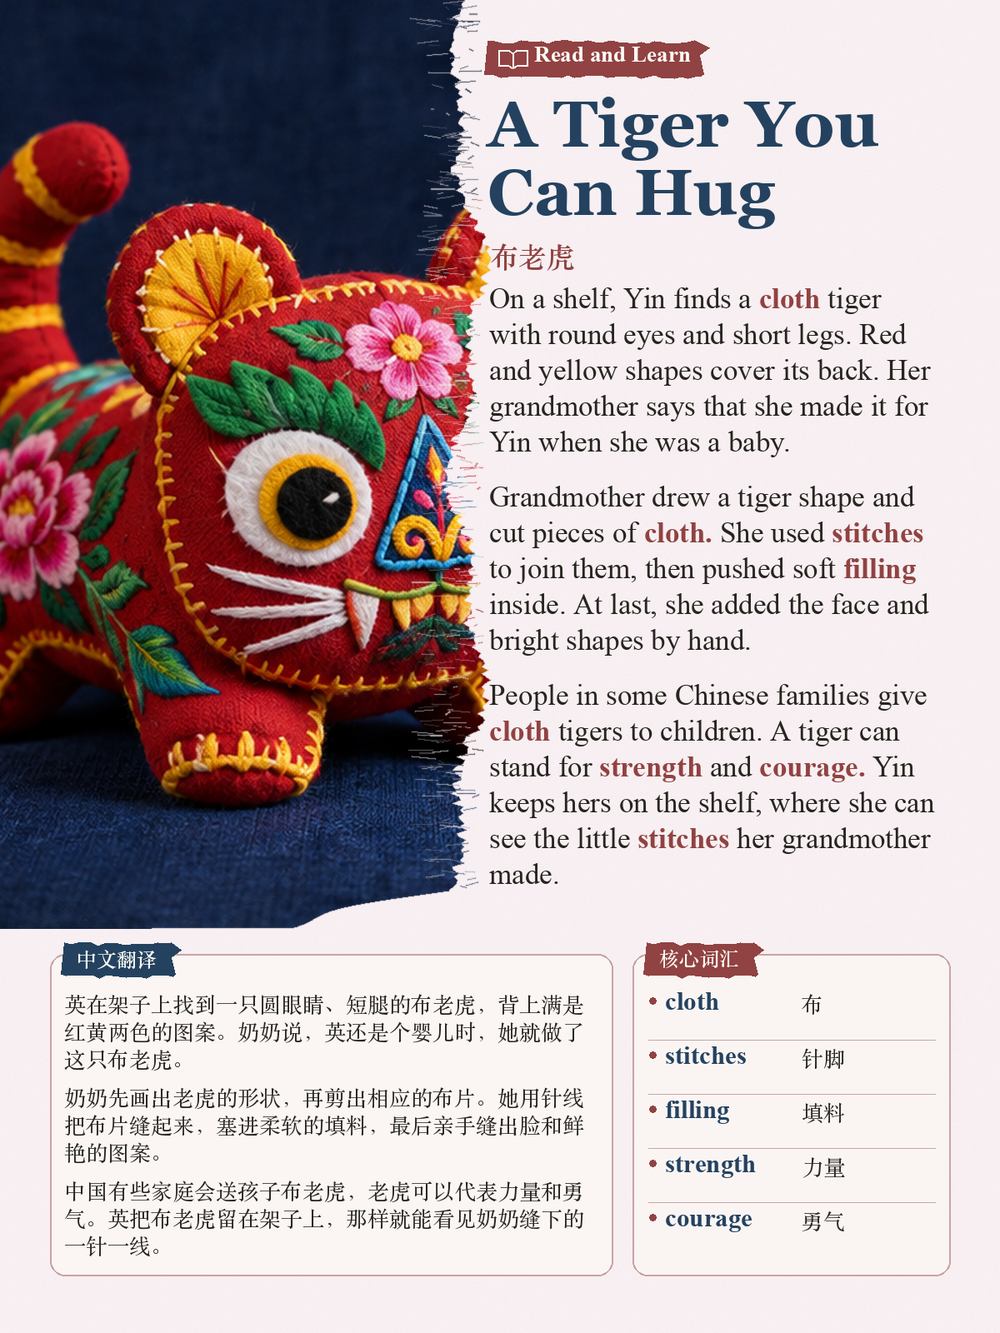 Read and Learn
A Tiger You
Can Hug
布老虎
On a shelf, Yin finds a cloth tiger
with round eyes and short legs. Red
and yellow shapes cover its back. Her
grandmother says that she made it for
Yin when she was a baby.
Grandmother drew a tiger shape and
cut pieces of cloth. She used stitches
to join them, then pushed soft filling
inside. At last, she added the face and
bright shapes by hand.
People in some Chinese families give
cloth tigers to children. A tiger can
stand for strength and courage. Yin
keeps hers on the shelf, where she can
see the little stitches her grandmother
made.
中文翻译
英在架子上找到一只圆眼睛、短腿的布老虎，背上满是
红黄两色的图案。奶奶说，英还是个婴儿时，她就做了
这只布老虎。
奶奶先画出老虎的形状，再剪出相应的布片。她用针线
把布片缝起来，塞进柔软的填料，最后亲手缝出脸和鲜
艳的图案。
中国有些家庭会送孩子布老虎，老虎可以代表力量和勇
气。英把布老虎留在架子上，那样就能看见奶奶缝下的
一针一线。
核心词汇
• cloth 布
• stitches 针脚
• filling 填料
• strength 力量
• courage 勇气